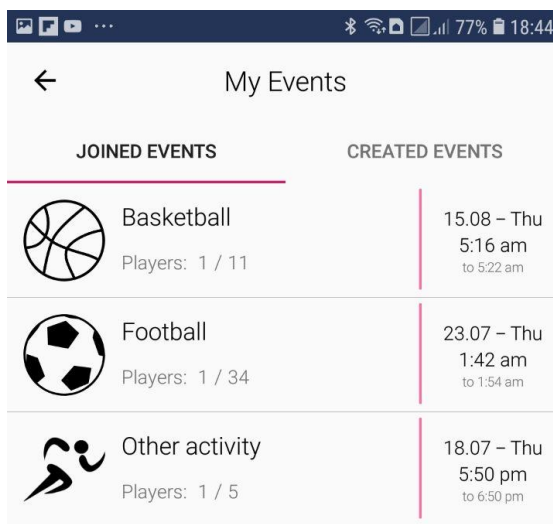 77% 18:44
My Events
JOINED EVENTS CREATED EVENTS
Basketball
Players: 1 / 11
15.08 – Thu
5:16 am
to 5:22 am
Football
Players: 1 / 34
23.07 – Thu
1:42 am
to 1:54 am
Other activity
Players: 1 / 5
18.07 – Thu
5:50 pm
to 6:50 pm